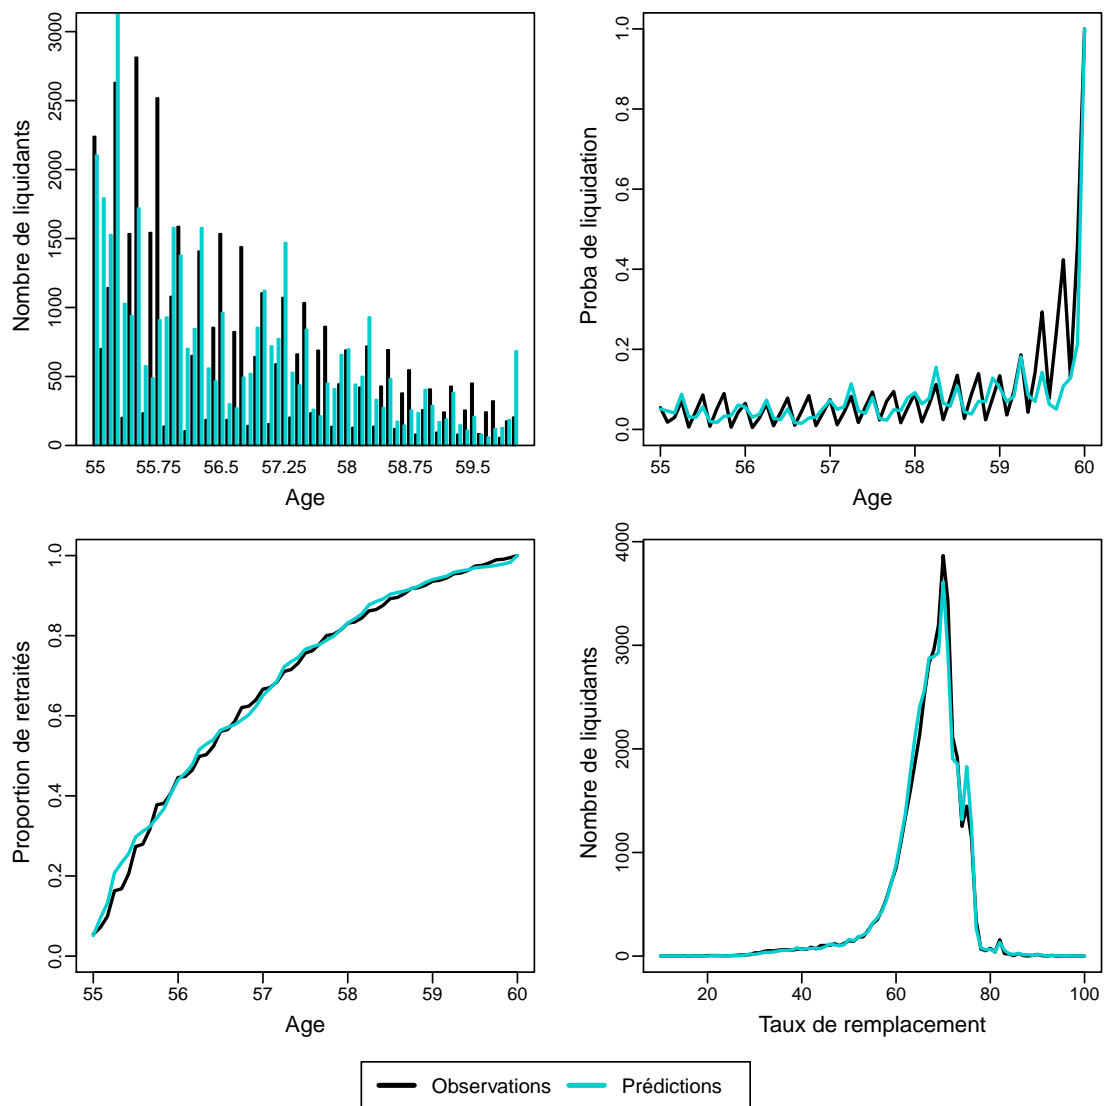 Nombre de liquidants
0
500
1000
1500
2000
2500
3000
55 55.75 56.5 57.25 58 58.75 59.5
Age
Proba de liquidation
0.0
0.2
0.4
0.6
0.8
1.0
55 56 57 58 59 60
Age
Proportion de retraités
0.0
0.2
0.4
0.6
0.8
1.0
55 56 57 58 59 60
Age
Nombre de liquidants
0
1000
2000
3000
4000
20 40 60 80 100
Taux de remplacement
Observations Prédictions